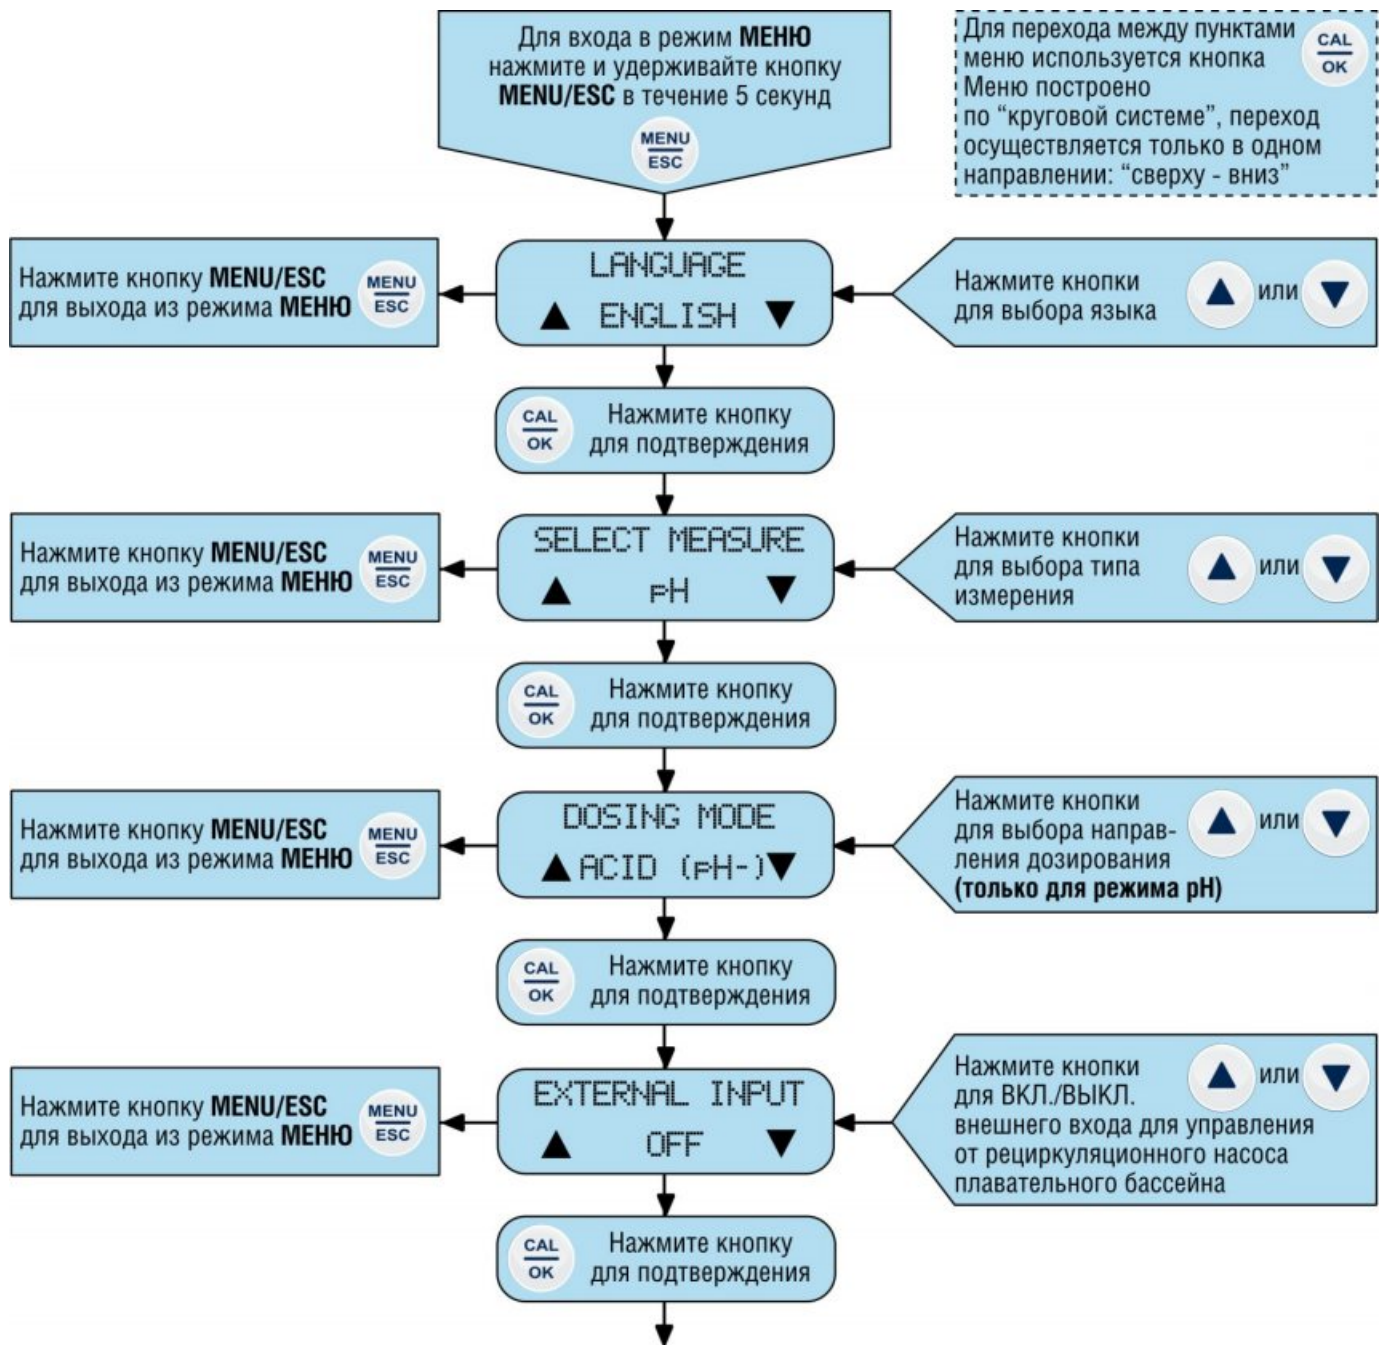 Для входа в режим МЕНЮ
нажмите и удерживайте кнопку
MENU/ESC в течение 5 секунд
MENU
ESC
Для перехода между пунктами
меню используется кнопка
Меню построено
по “круговой системе”, переход
осуществляется только в одном
направлении: “сверху - вниз”
CAL
OK
Нажмите кнопку MENU/ESC
для выхода из режима МЕНЮ
MENU
ESC
LANGUAGE
▲ ENGLISH ▼
Нажмите кнопки
для выбора языка
▲ или ▼
CAL
OK
Нажмите кнопку
для подтверждения
Нажмите кнопку MENU/ESC
для выхода из режима МЕНЮ
MENU
ESC
SELECT MEASURE
▲ pH ▼
Нажмите кнопки
для выбора типа
измерения
▲ или ▼
CAL
OK
Нажмите кнопку
для подтверждения
Нажмите кнопку MENU/ESC
для выхода из режима МЕНЮ
MENU
ESC
DOSING MODE
▲ ACID (pH-) ▼
Нажмите кнопки
для выбора направ-
ления дозирования
(только для режима pH)
▲ или ▼
CAL
OK
Нажмите кнопку
для подтверждения
Нажмите кнопку MENU/ESC
для выхода из режима МЕНЮ
MENU
ESC
EXTERNAL INPUT
▲ OFF ▼
Нажмите кнопки
для ВКЛ./ВЫКЛ.
внешнего входа для управления
от рециркуляционного насоса
плавательного бассейна
▲ или ▼
CAL
OK
Нажмите кнопку
для подтверждения